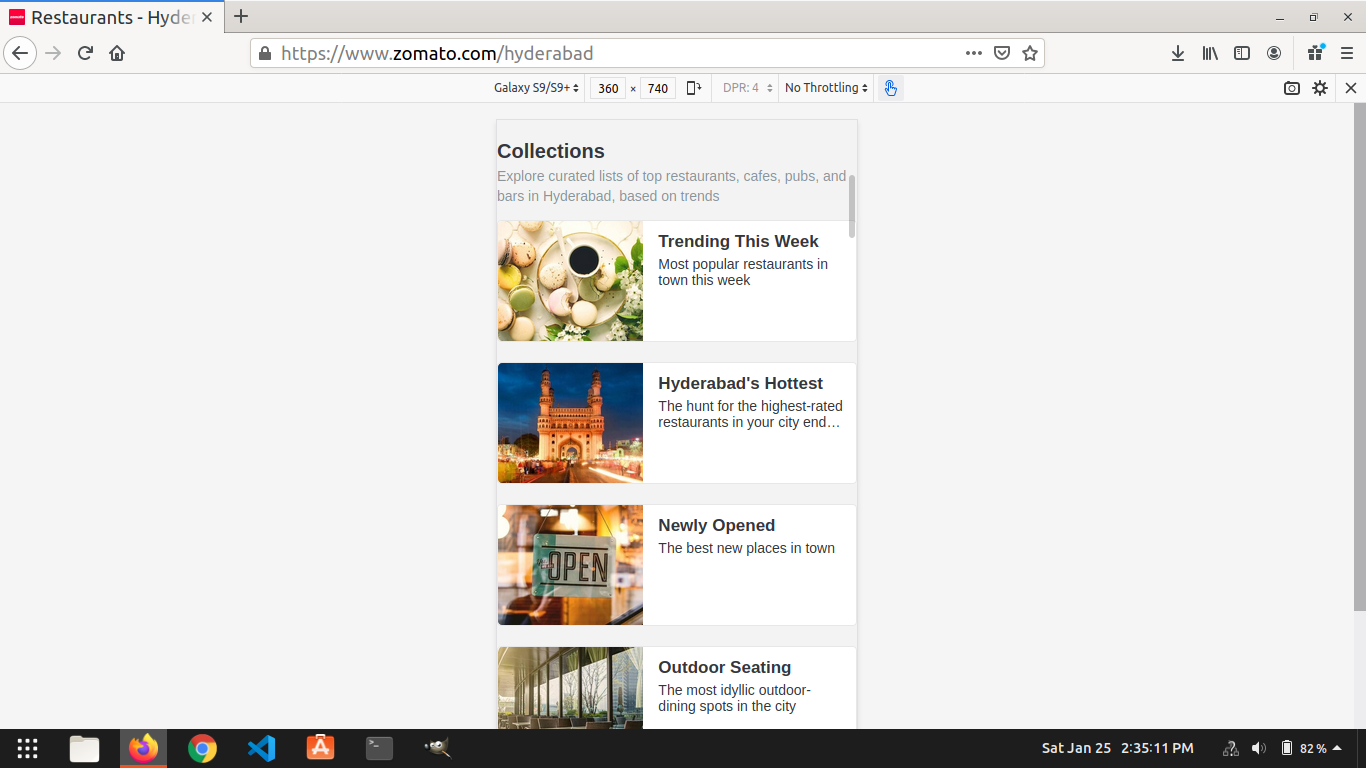 Restaurants - Hyde
https://www.zomato.com/hyderabad
Galaxy S9/S9+ 360 × 740 DPR: 4 No Throttling
Collections
Explore curated lists of top restaurants, cafes, pubs, and
bars in Hyderabad, based on trends
Trending This Week
Most popular restaurants in
town this week
Hyderabad's Hottest
The hunt for the highest-rated
restaurants in your city end…
OPEN
Newly Opened
The best new places in town
Outdoor Seating
The most idyllic outdoor-
dining spots in the city
Sat Jan 25 2:35:11 PM 82 %